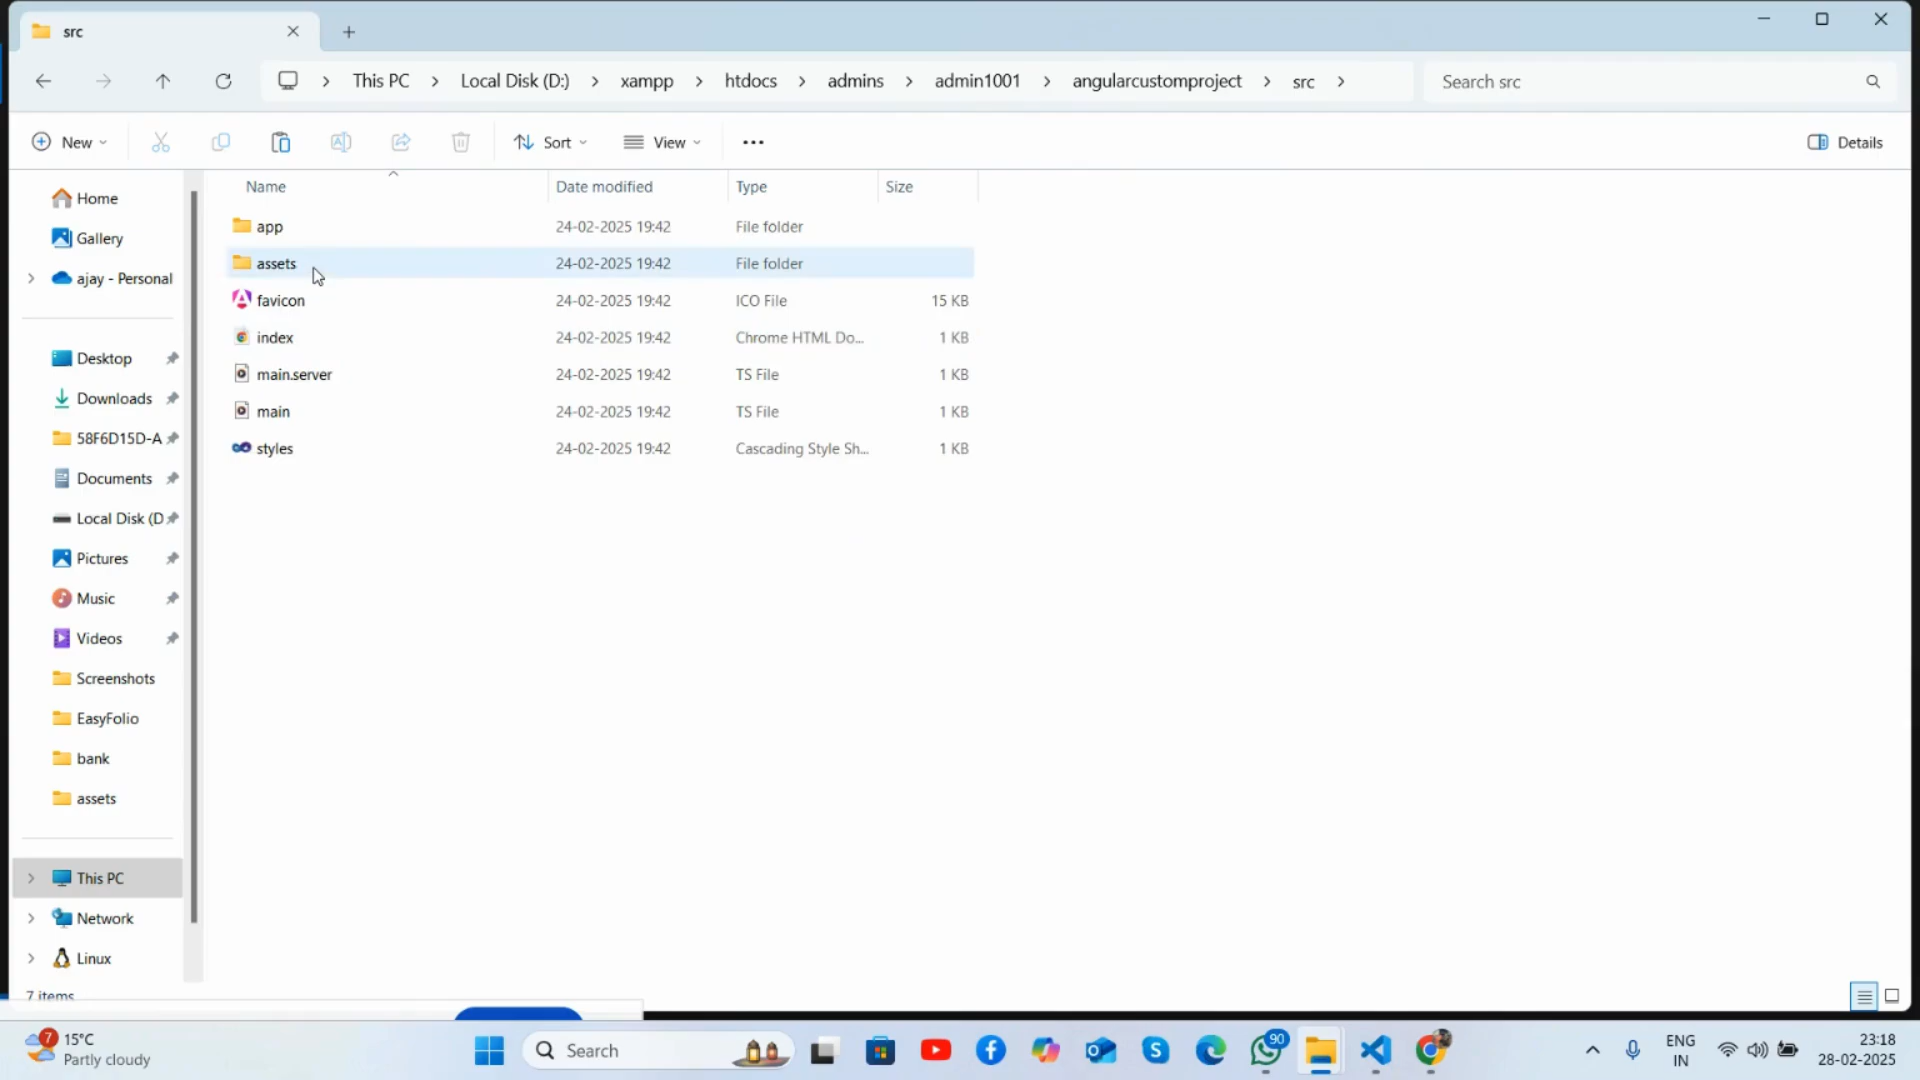 src
This PC > Local Disk (D:) > xampp > htdocs > admins > admin1001 > angularcustomproject > src >
Search src
New
Sort
View
Details
Name Date modified Type Size
Home
Gallery
ajay - Personal
Desktop
Downloads
58F6D15D-A
Documents
Local Disk (D
Pictures
Music
Videos
Screenshots
EasyFolio
bank
assets
This PC
Network
Linux
app 24-02-2025 19:42 File folder
assets 24-02-2025 19:42 File folder
favicon 24-02-2025 19:42 ICO File 15 KB
index 24-02-2025 19:42 Chrome HTML Do... 1 KB
main.server 24-02-2025 19:42 TS File 1 KB
main 24-02-2025 19:42 TS File 1 KB
styles 24-02-2025 19:42 Cascading Style Sh... 1 KB
7 items
7
15°C
Partly cloudy
Search
90
ENG
IN
23:18
28-02-2025